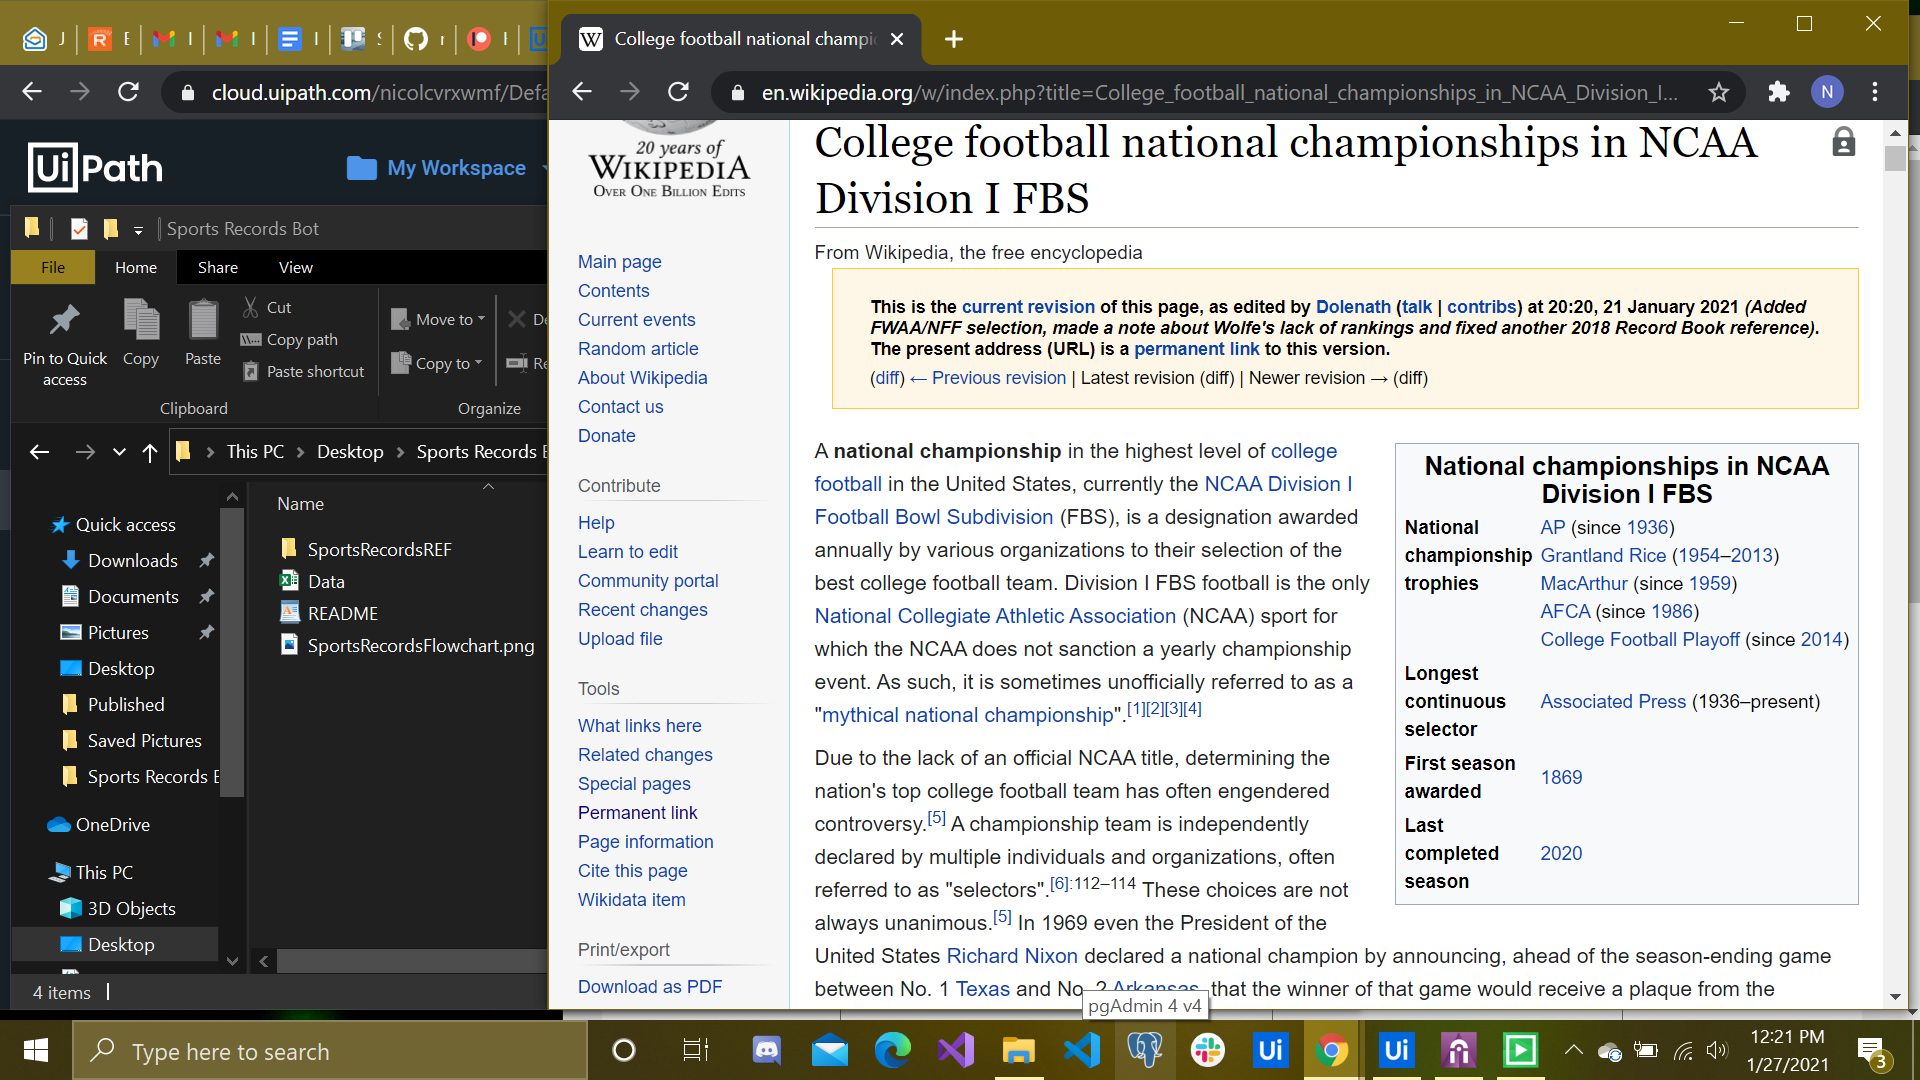 College football national champi
cloud.uipath.com/nicolcvrxwmf/Defa
en.wikipedia.org/w/index.php?title=College_football_national_championships_in_NCAA_Division_I...
N
UiPath
My Workspace
Sports Records Bot
File
Home
Share
View
Pin to Quick
access
Copy
Paste
Cut
Copy path
Paste shortcut
Move to
Copy to
Clipboard
Organize
This PC
Desktop
Sports Records
Name
Quick access
Downloads
Documents
Pictures
Desktop
Published
Saved Pictures
Sports Records
OneDrive
This PC
3D Objects
Desktop
SportsRecordsREF
Data
README
SportsRecordsFlowchart.png
4 items
20 years of
WIKIPEDIA
OVER ONE BILLION EDITS
Main page
Contents
Current events
Random article
About Wikipedia
Contact us
Donate
Contribute
Help
Learn to edit
Community portal
Recent changes
Upload file
Tools
What links here
Related changes
Special pages
Permanent link
Page information
Cite this page
Wikidata item
Print/export
Download as PDF
College football national championships in NCAA
Division I FBS
From Wikipedia, the free encyclopedia
This is the current revision of this page, as edited by Dolenath (talk | contribs) at 20:20, 21 January 2021 (Added
FWAA/NFF selection, made a note about Wolfe's lack of rankings and fixed another 2018 Record Book reference).
The present address (URL) is a permanent link to this version.
(diff) ← Previous revision | Latest revision (diff) | Newer revision → (diff)
A national championship in the highest level of college
football in the United States, currently the NCAA Division I
Football Bowl Subdivision (FBS), is a designation awarded
annually by various organizations to their selection of the
best college football team. Division I FBS football is the only
National Collegiate Athletic Association (NCAA) sport for
which the NCAA does not sanction a yearly championship
event. As such, it is sometimes unofficially referred to as a
"mythical national championship".[1][2][3][4]
Due to the lack of an official NCAA title, determining the
nation's top college football team has often engendered
controversy.[5] A championship team is independently
declared by multiple individuals and organizations, often
referred to as "selectors".[6]:112–114 These choices are not
always unanimous.[5] In 1969 even the President of the
United States Richard Nixon declared a national champion by announcing, ahead of the season-ending game
between No. 1 Texas and No. 2 Arkansas, that the winner of that game would receive a plaque from the
National championships in NCAA
Division I FBS
National
championship
trophies
AP (since 1936)
Grantland Rice (1954–2013)
MacArthur (since 1959)
AFCA (since 1986)
College Football Playoff (since 2014)
Longest
continuous
selector
Associated Press (1936–present)
First season
awarded
1869
Last
completed
season
2020
pgAdmin 4 v4
Type here to search
12:21 PM
1/27/2021
3